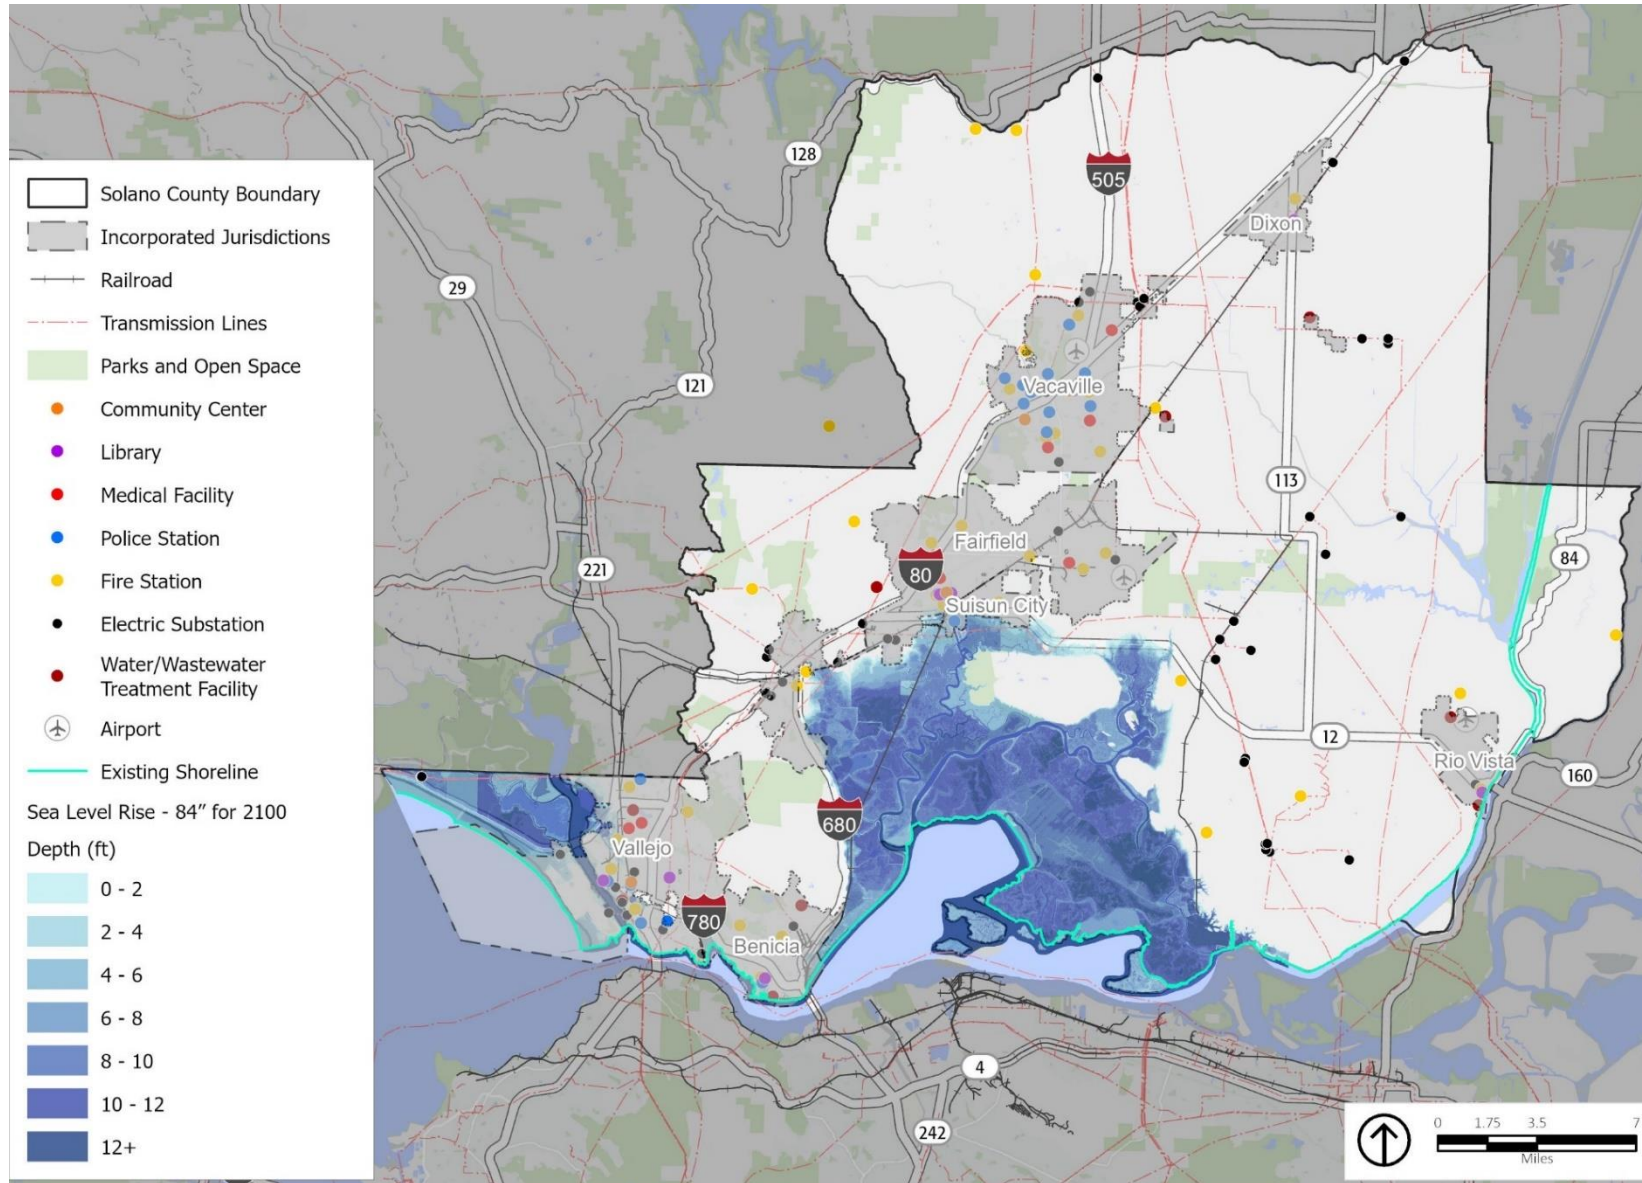 Solano County Boundary
Incorporated Jurisdictions
Railroad
Transmission Lines
Parks and Open Space
Community Center
Library
Medical Facility
Police Station
Fire Station
Electric Substation
Water/Wastewater
Treatment Facility
Airport
Existing Shoreline
Sea Level Rise - 84” for 2100
Depth (ft)
0 - 2
2 - 4
4 - 6
6 - 8
8 - 10
10 - 12
12+
128
505
Dixon
29
121
Vacaville
113
Fairfield
80
84
221
Suisun City
12
Rio Vista
160
680
Vallejo
780
Benicia
4
242
0 1.75 3.5 7
Miles